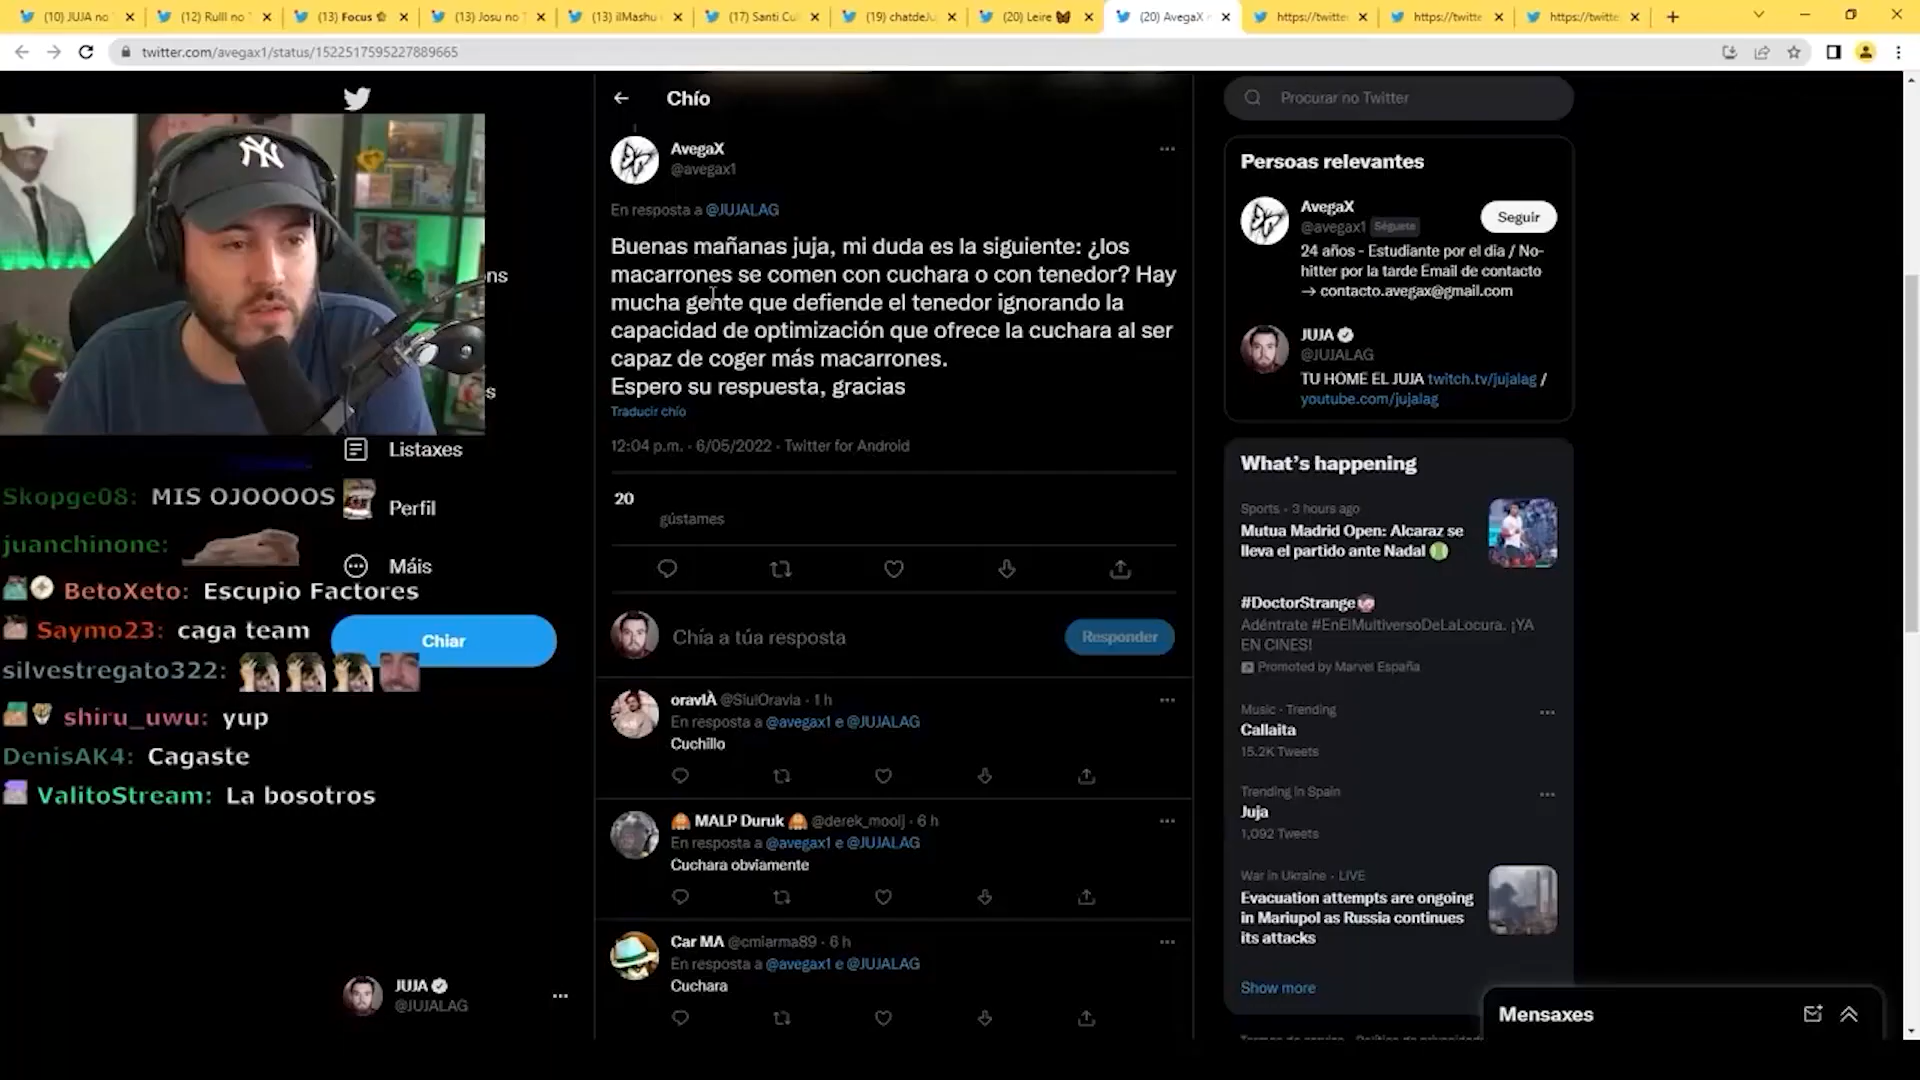 (10) JUJA no
(12) Rulll no
(13) Focus
(13) Josu no
(13) ilMashu
(17) Santi Cu
(19) chatdeJu
(20) Leire
(20) AvegaX
https://twitte
https://twitte
https://twitte
twitter.com/avegax1/status/1522517595227889665
Chío
AvegaX
@avegax1
En resposta a @JUJALAG
Buenas mañanas juja, mi duda es la siguiente: ¿los
macarrones se comen con cuchara o con tenedor? Hay
mucha gente que defiende el tenedor ignorando la
capacidad de optimización que ofrece la cuchara al ser
capaz de coger más macarrones.
Espero su respuesta, gracias
Traducir chío
12:04 p.m. · 6/05/2022 · Twitter for Android
20
gústames
Chía a túa resposta
Responder
oravlÀ @SiulOravla · 1 h
En resposta a @avegax1 e @JUJALAG
Cuchillo
MALP Duruk @derek_mooij · 6 h
En resposta a @avegax1 e @JUJALAG
Cuchara obviamente
Car MA @cmiarma89 · 6 h
En resposta a @avegax1 e @JUJALAG
Cuchara
NY
ns
s
Listaxes
Perfil
Máis
Chiar
Skopge08: MIS OJOOOOS
juanchinone:
BetoXeto: Escupio Factores
Saymo23: caga team
silvestregato322:
shiru_uwu: yup
DenisAK4: Cagaste
ValitoStream: La bosotros
JUJA
@JUJALAG
Procurar no Twitter
Persoas relevantes
AvegaX
@avegax1 Séguete
Seguir
24 años - Estudiante por el dia / No-
hitter por la tarde Email de contacto
→ contacto.avegax@gmail.com
JUJA
@JUJALAG
TU HOME EL JUJA twitch.tv/jujalag /
youtube.com/jujalag
What's happening
Sports · 3 hours ago
Mutua Madrid Open: Alcaraz se
lleva el partido ante Nadal
#DoctorStrange
Adéntrate #EnElMultiversoDeLaLocura. ¡YA
EN CINES!
Promoted by Marvel España
Music · Trending
Callaita
15.2K Tweets
Trending in Spain
Juja
1,092 Tweets
War in Ukraine · LIVE
Evacuation attempts are ongoing
in Mariupol as Russia continues
its attacks
Show more
Mensaxes